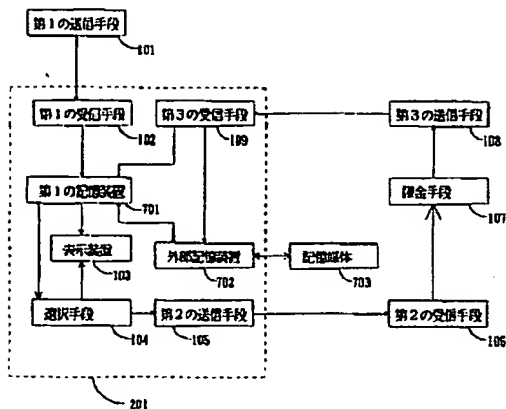 第1の送信手段
101
第1の受信手段
102
第3の受信手段
109
第3の送信手段
108
第1の記憶装置
701
課金手段
107
表示装置
103
外部記憶装置
702
記憶媒体
703
選択手段
104
第2の送信手段
105
第2の受信手段
106
201